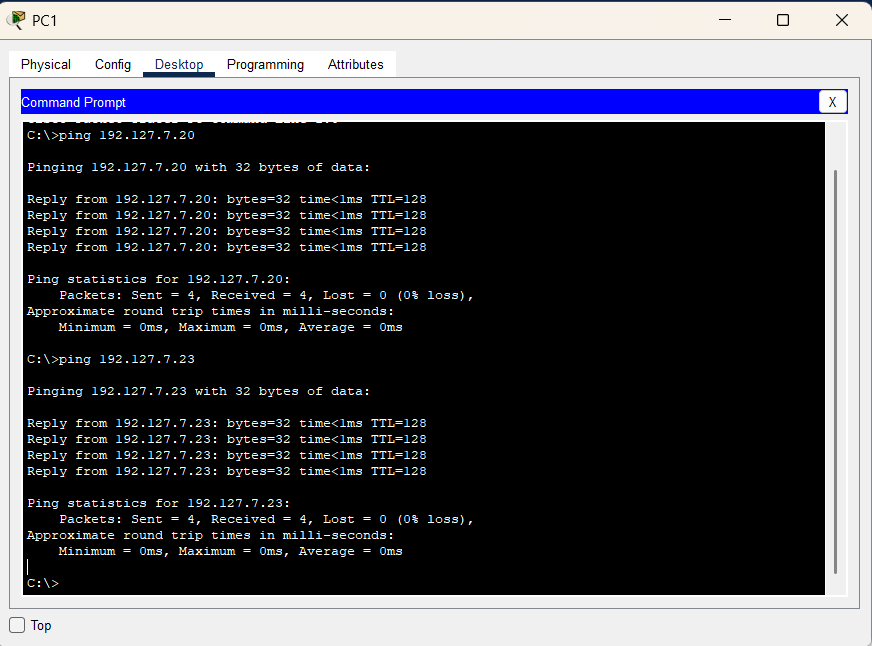 PC1
Physical Config Desktop Programming Attributes
Command Prompt X
C:\>ping 192.127.7.20
Pinging 192.127.7.20 with 32 bytes of data:
Reply from 192.127.7.20: bytes=32 time<1ms TTL=128
Reply from 192.127.7.20: bytes=32 time<1ms TTL=128
Reply from 192.127.7.20: bytes=32 time<1ms TTL=128
Reply from 192.127.7.20: bytes=32 time<1ms TTL=128
Ping statistics for 192.127.7.20:
Packets: Sent = 4, Received = 4, Lost = 0 (0% loss),
Approximate round trip times in milli-seconds:
Minimum = 0ms, Maximum = 0ms, Average = 0ms
C:\>ping 192.127.7.23
Pinging 192.127.7.23 with 32 bytes of data:
Reply from 192.127.7.23: bytes=32 time<1ms TTL=128
Reply from 192.127.7.23: bytes=32 time<1ms TTL=128
Reply from 192.127.7.23: bytes=32 time<1ms TTL=128
Reply from 192.127.7.23: bytes=32 time<1ms TTL=128
Ping statistics for 192.127.7.23:
Packets: Sent = 4, Received = 4, Lost = 0 (0% loss),
Approximate round trip times in milli-seconds:
Minimum = 0ms, Maximum = 0ms, Average = 0ms
C:\>
Top